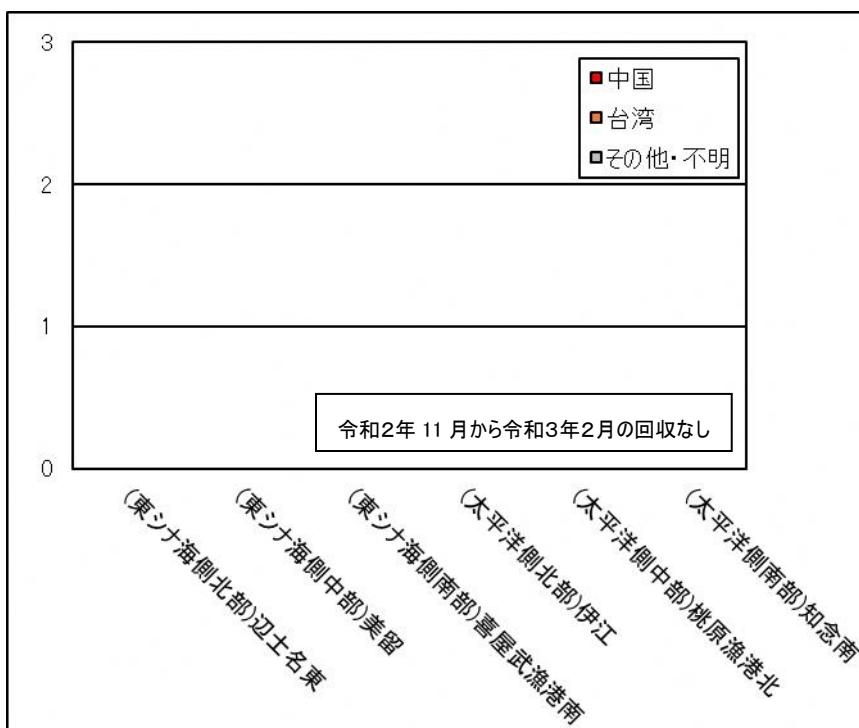 3
2
1
0
中国
台湾
その他・不明
令和2年 11 月から令和3年2月の回収なし
(東シナ海側北部)辺土名東
(東シナ海側中部)美留
(東シナ海側南部)喜屋武漁港南
(太平洋側北部)伊江
(太平洋側中部)桃原漁港北
(太平洋側南部)知念南